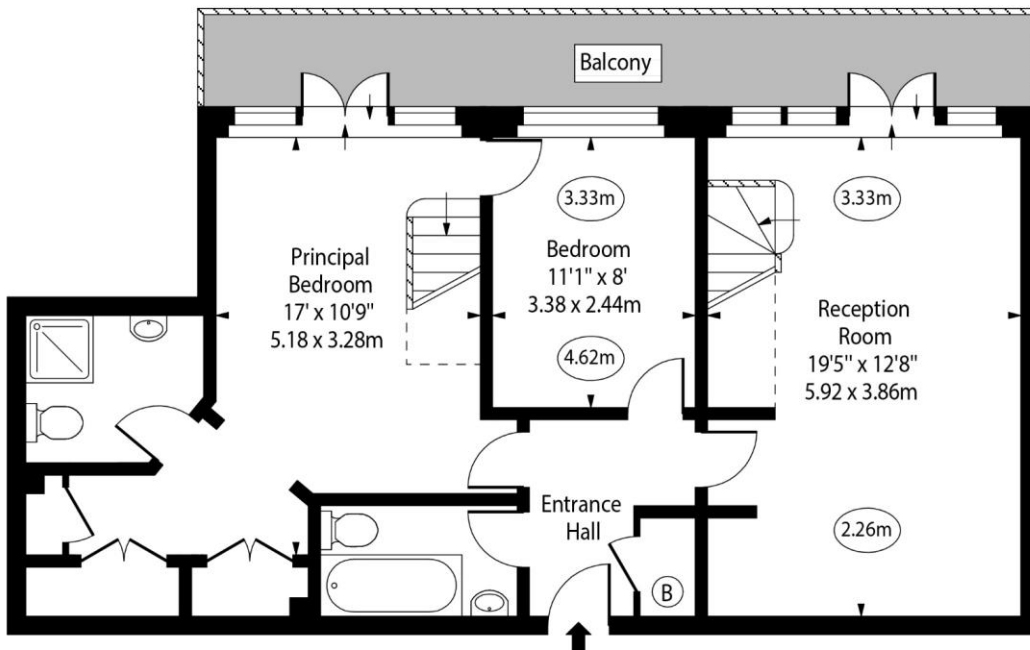 Balcony
Principal
Bedroom
17' x 10'9"
5.18 x 3.28m
3.33m
Bedroom
11'1" x 8'
3.38 x 2.44m
4.62m
3.33m
Reception
Room
19'5" x 12'8"
5.92 x 3.86m
2.26m
Entrance
Hall
B